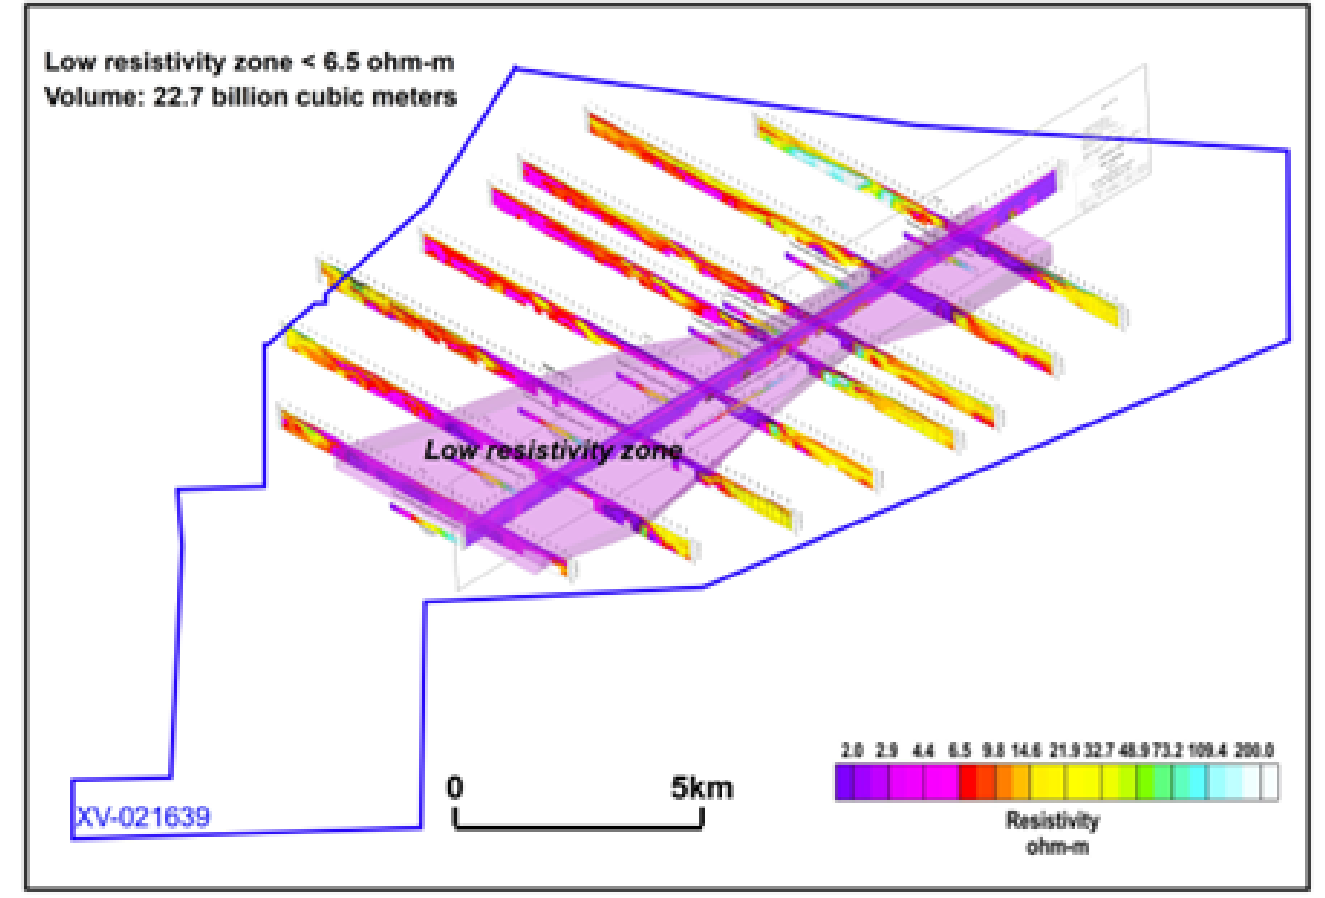 Low resistivity zone < 6.5 ohm-m
Volume: 22.7 billion cubic meters
Low resistivity zone
XV-021639
0 5km
2.0 2.9 4.4 6.5 9.8 14.6 21.9 32.7 48.9 73.2 109.4 200.0
Resistivity
ohm-m